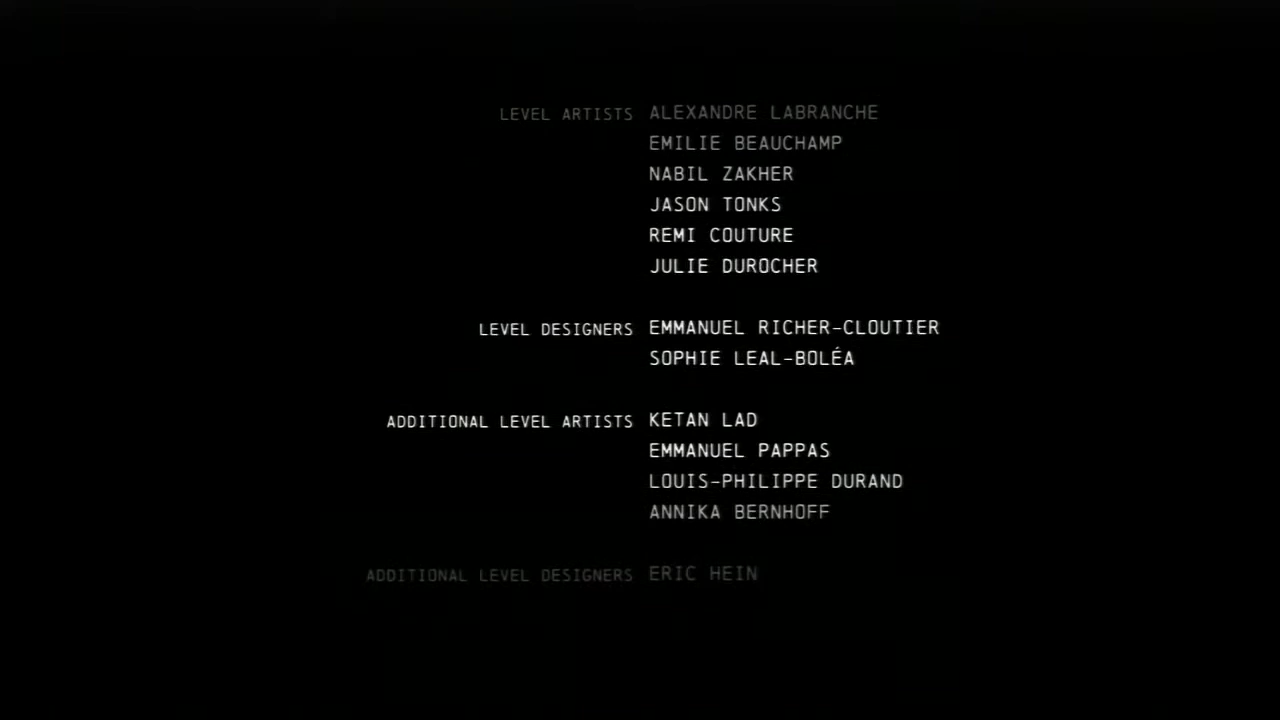 LEVEL ARTISTS ALEXANDRE LABRANCHE
EMILIE BEAUCHAMP
NABIL ZAKHER
JASON TONKS
REMI COUTURE
JULIE DUROCHER
LEVEL DESIGNERS EMMANUEL RICHER-CLOUTIER
SOPHIE LEAL-BOLÉA
ADDITIONAL LEVEL ARTISTS KETAN LAD
EMMANUEL PAPPAS
LOUIS-PHILIPPE DURAND
ANNIKA BERNHOFF
ADDITIONAL LEVEL DESIGNERS ERIC HEIN